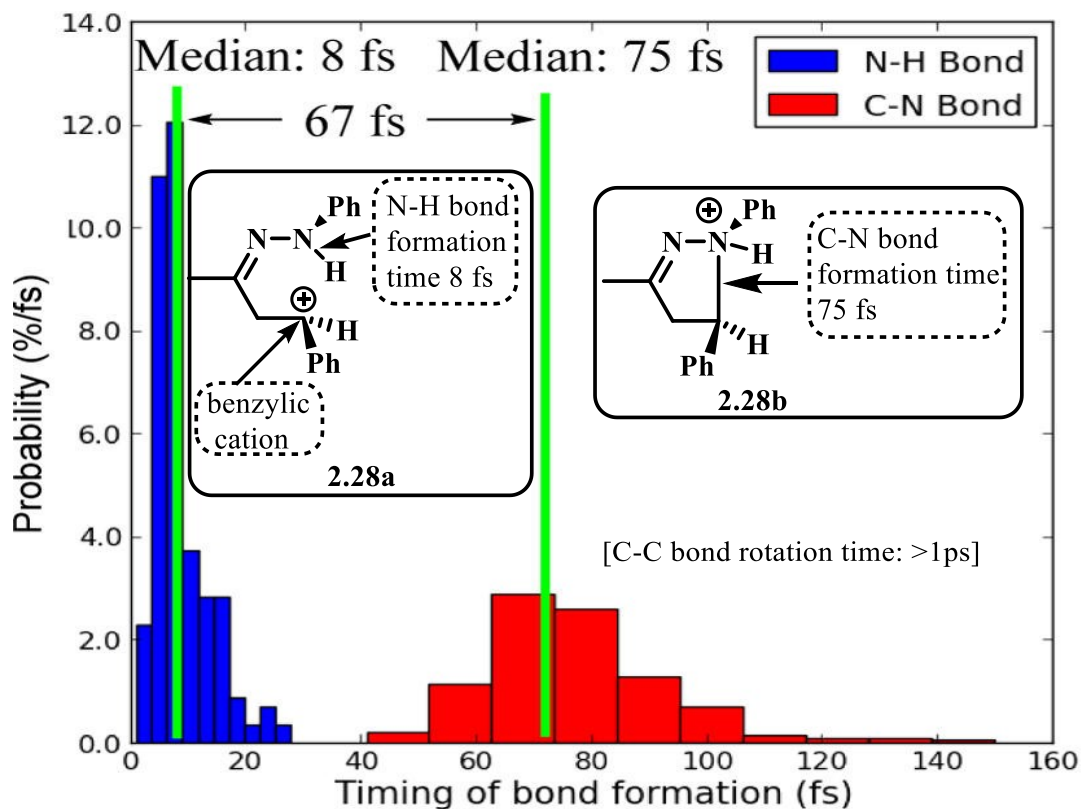 Median: 8 fs
Median: 75 fs
67 fs
N-H Bond
C-N Bond
14.0
12.0
10.0
8.0
6.0
4.0
2.0
0.0
Probability (%/fs)
Ph
N
N
H
⊕
H
Ph
N-H bond
formation
time 8 fs
benzylic
cation
2.28a
⊕
Ph
N
N
H
H
Ph
C-N bond
formation time
75 fs
2.28b
[C-C bond rotation time: >1ps]
0
20
40
60
80
100
120
140
160
Timing of bond formation (fs)